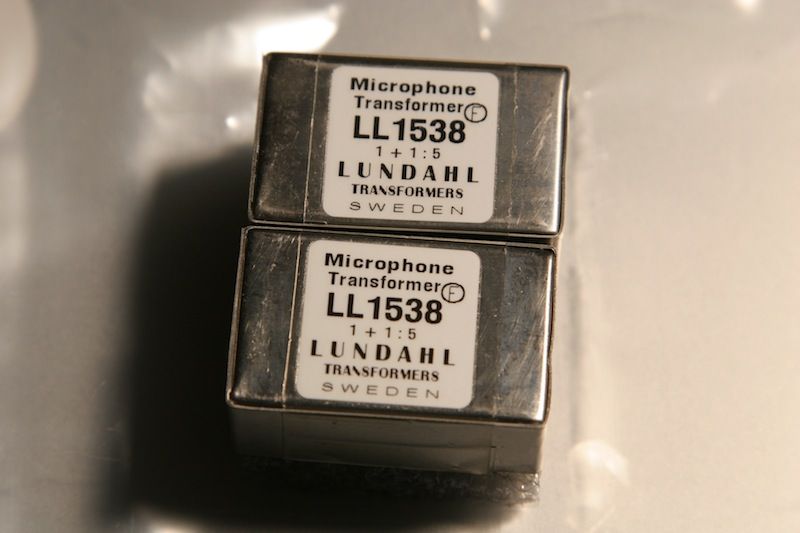 Microphone
Transformer F
LL1538
1 + 1 : 5
LUNDAHL
TRANSFORMERS
SWEDEN
Microphone
Transformer F
LL1538
1 + 1 : 5
LUNDAHL
TRANSFORMERS
SWEDEN